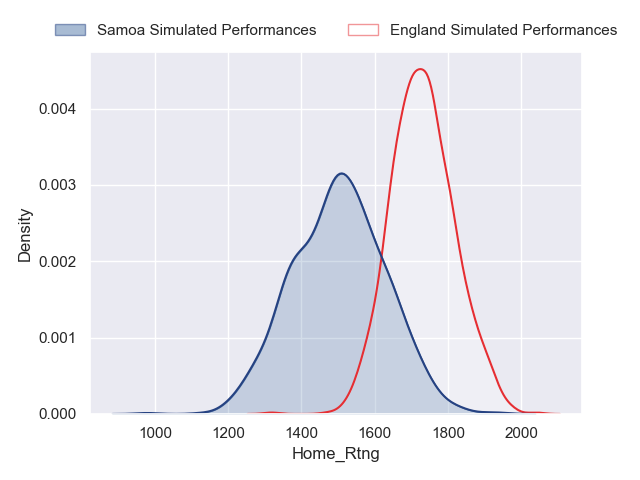 Samoa Simulated Performances England Simulated Performances
0.004
0.003
0.002
0.001
0.000
Density
1000 1200 1400 1600 1800 2000
Home_Rtng